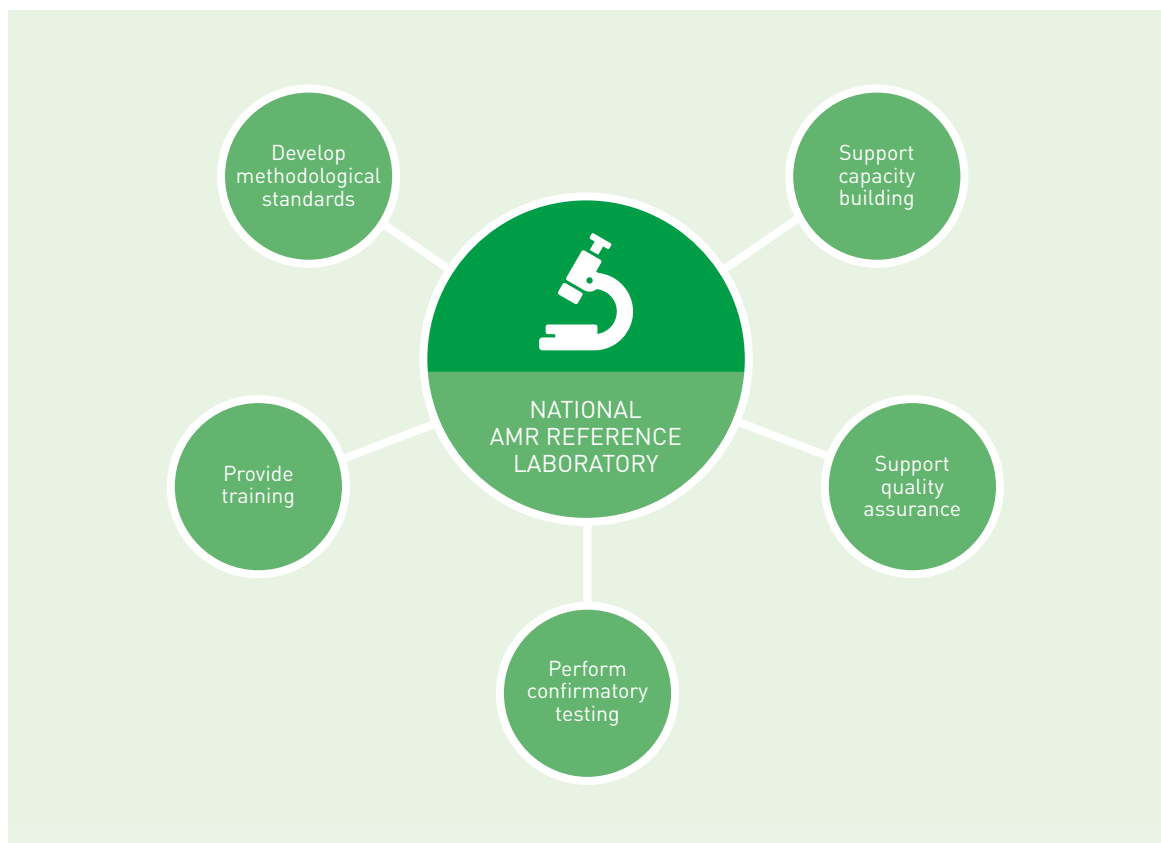 Develop
methodological
standards
Support
capacity
building
NATIONAL
AMR REFERENCE
LABORATORY
Provide
training
Support
quality
assurance
Perform
confirmatory
testing